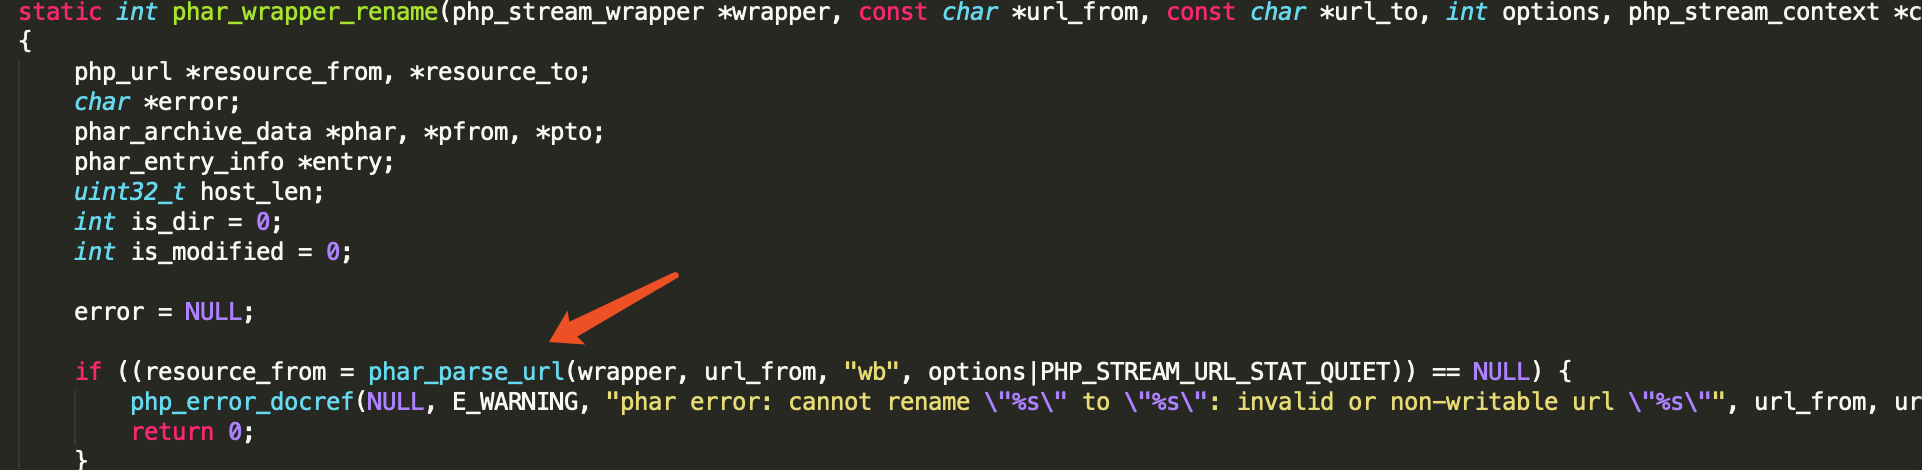 static int phar_wrapper_rename(php_stream_wrapper *wrapper, const char *url_from, const char *url_to, int options, php_stream_context *c
{
    php_url *resource_from, *resource_to;
    char *error;
    phar_archive_data *phar, *pfrom, *pto;
    phar_entry_info *entry;
    uint32_t host_len;
    int is_dir = 0;
    int is_modified = 0;
    error = NULL;
    if ((resource_from = phar_parse_url(wrapper, url_from, "wb", options|PHP_STREAM_URL_STAT_QUIET)) == NULL) {
        php_error_docref(NULL, E_WARNING, "phar error: cannot rename \"%s\" to \"%s\": invalid or non-writable url \"%s\"", url_from, ur
        return 0;
    }